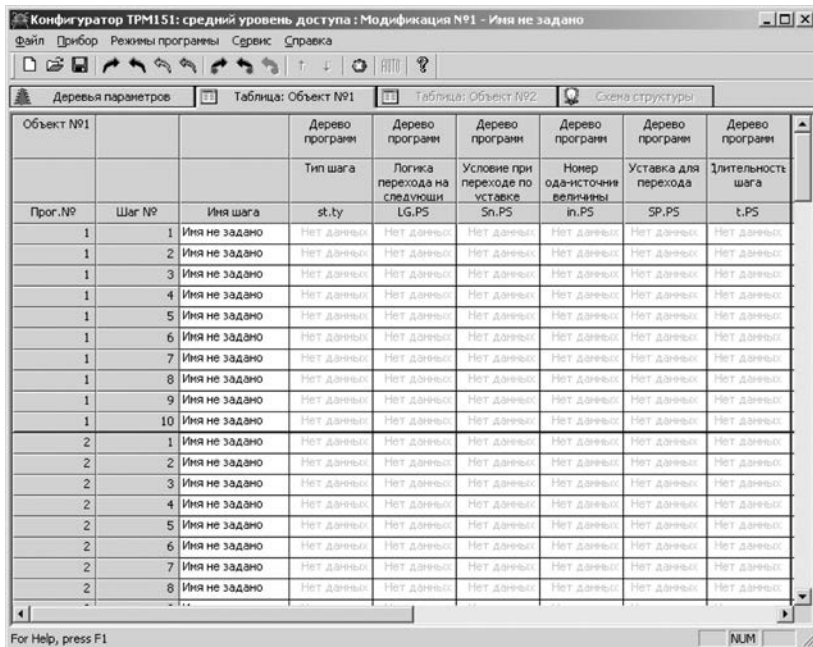 Конфигуратор ТРМ151: средний уровень доступа : Модификация №1 - Имя не задано
Файл Прибор Режимы программы Сервис Справка
Деревья параметров Таблица: Объект №1 Таблица: Объект №2 Схема структуры
Объект №1 Дерево программ Дерево программ Дерево программ Дерево программ Дерево программ Дерево программ
Тип шага Логика перехода на следующи Условие при переходе по уставке Номер ода-источни величины Уставка для перехода Длительность шага
Прог.№ Шаг № Имя шага st.ty LG.PS Sn.PS in.PS SP.PS t.PS
1 1 Имя не задано Нет данных Нет данных Нет данных Нет данных Нет данных Нет данных
1 2 Имя не задано Нет данных Нет данных Нет данных Нет данных Нет данных Нет данных
1 3 Имя не задано Нет данных Нет данных Нет данных Нет данных Нет данных Нет данных
1 4 Имя не задано Нет данных Нет данных Нет данных Нет данных Нет данных Нет данных
1 5 Имя не задано Нет данных Нет данных Нет данных Нет данных Нет данных Нет данных
1 6 Имя не задано Нет данных Нет данных Нет данных Нет данных Нет данных Нет данных
1 7 Имя не задано Нет данных Нет данных Нет данных Нет данных Нет данных Нет данных
1 8 Имя не задано Нет данных Нет данных Нет данных Нет данных Нет данных Нет данных
1 9 Имя не задано Нет данных Нет данных Нет данных Нет данных Нет данных Нет данных
1 10 Имя не задано Нет данных Нет данных Нет данных Нет данных Нет данных Нет данных
2 1 Имя не задано Нет данных Нет данных Нет данных Нет данных Нет данных Нет данных
2 2 Имя не задано Нет данных Нет данных Нет данных Нет данных Нет данных Нет данных
2 3 Имя не задано Нет данных Нет данных Нет данных Нет данных Нет данных Нет данных
2 4 Имя не задано Нет данных Нет данных Нет данных Нет данных Нет данных Нет данных
2 5 Имя не задано Нет данных Нет данных Нет данных Нет данных Нет данных Нет данных
2 6 Имя не задано Нет данных Нет данных Нет данных Нет данных Нет данных Нет данных
2 7 Имя не задано Нет данных Нет данных Нет данных Нет данных Нет данных Нет данных
2 8 Имя не задано Нет данных Нет данных Нет данных Нет данных Нет данных Нет данных
For Help, press F1 NUM